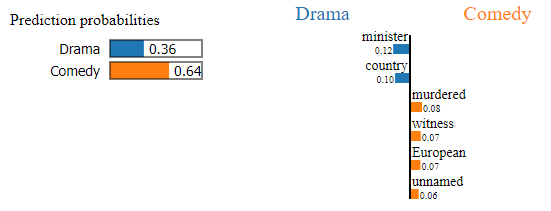 Prediction probabilities
Drama 0.36
Comedy 0.64
Drama Comedy
minister
0.12
country
0.10
murdered
0.08
witness
0.07
European
0.07
unnamed
0.06